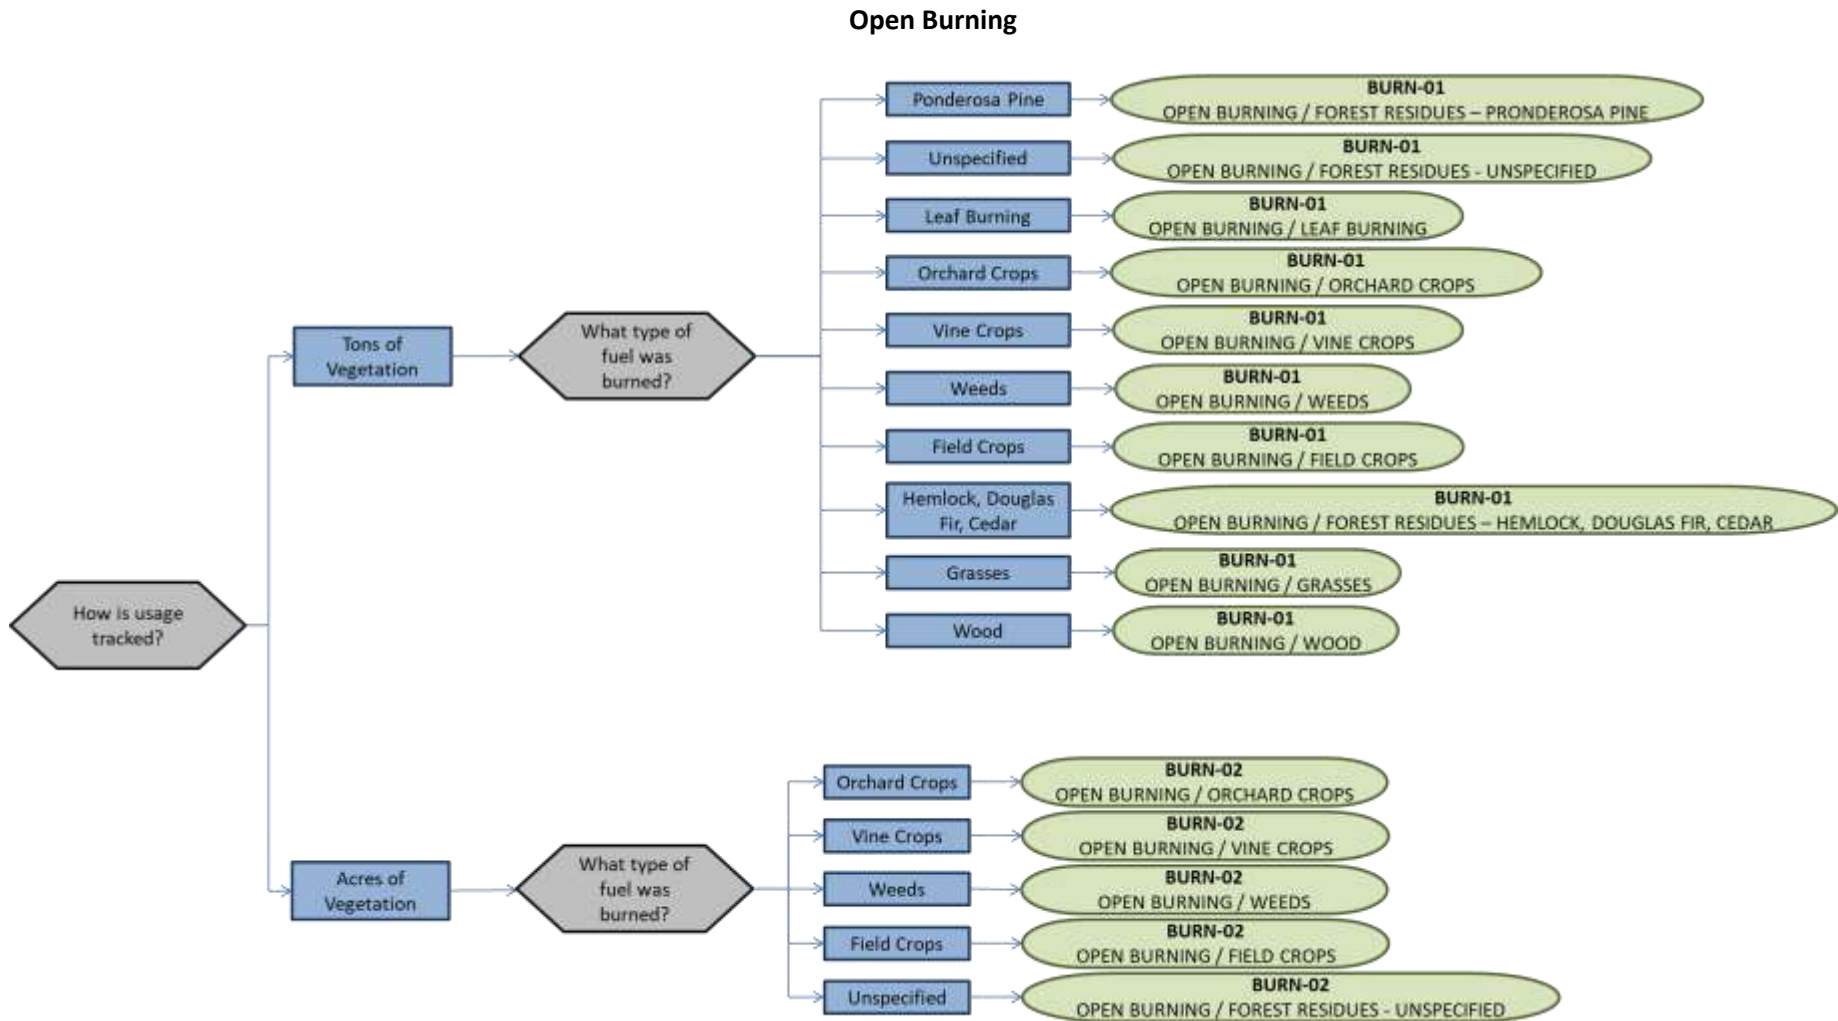 Open Burning
Ponderosa Pine
BURN-01
OPEN BURNING / FOREST RESIDUES – PRONDEROSA PINE
Unspecified
BURN-01
OPEN BURNING / FOREST RESIDUES - UNSPECIFIED
Leaf Burning
BURN-01
OPEN BURNING / LEAF BURNING
Orchard Crops
BURN-01
OPEN BURNING / ORCHARD CROPS
Tons of
Vegetation
What type of
fuel was
burned?
Vine Crops
BURN-01
OPEN BURNING / VINE CROPS
Weeds
BURN-01
OPEN BURNING / WEEDS
Field Crops
BURN-01
OPEN BURNING / FIELD CROPS
Hemlock, Douglas
Fir, Cedar
BURN-01
OPEN BURNING / FOREST RESIDUES – HEMLOCK, DOUGLAS FIR, CEDAR
Grasses
BURN-01
OPEN BURNING / GRASSES
How is usage
tracked?
Wood
BURN-01
OPEN BURNING / WOOD
Orchard Crops
BURN-02
OPEN BURNING / ORCHARD CROPS
Vine Crops
BURN-02
OPEN BURNING / VINE CROPS
Acres of
Vegetation
What type of
fuel was
burned?
Weeds
BURN-02
OPEN BURNING / WEEDS
Field Crops
BURN-02
OPEN BURNING / FIELD CROPS
Unspecified
BURN-02
OPEN BURNING / FOREST RESIDUES - UNSPECIFIED